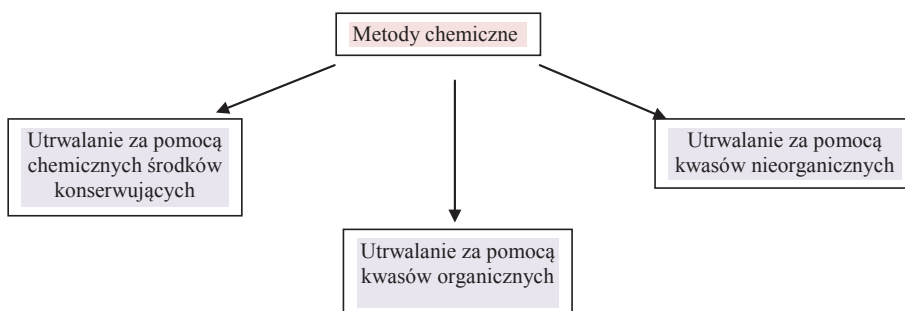 Metody chemiczne
Utrwalanie za pomocą
chemicznych środków
konserwujących
Utrwalanie za pomocą
kwasów nieorganicznych
Utrwalanie za pomocą
kwasów organicznych